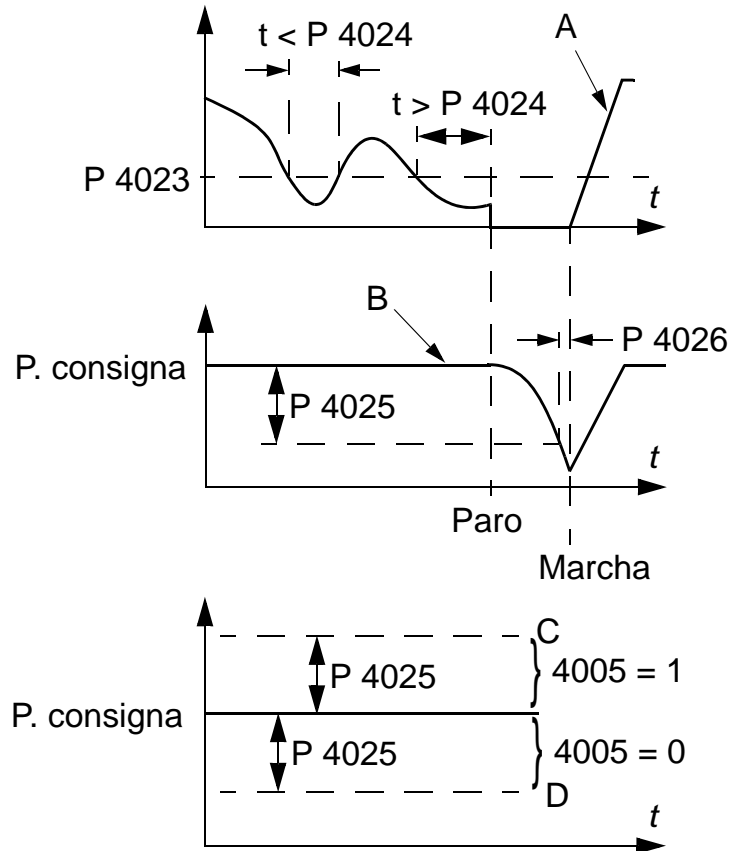 t < P 4024
A
t > P 4024
P 4023
t
B
P 4026
P. consigna
P 4025
t
Paro
Marcha
C
P 4025
4005 = 1
P. consigna
P 4025
4005 = 0
D
t